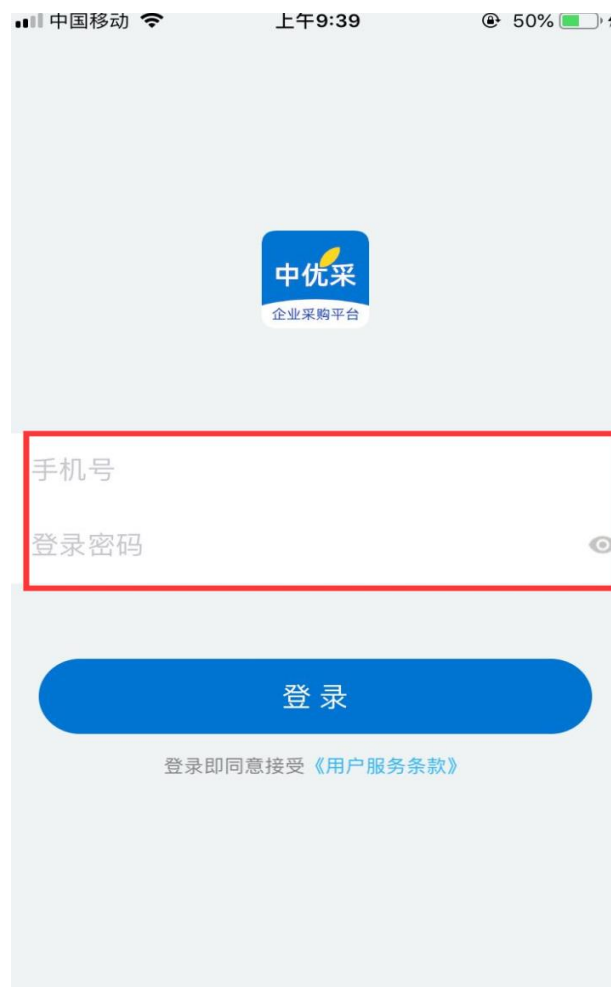 中国移动 上午9:39 50%
中优采
企业采购平台
手机号
登录密码
登录
登录即同意接受《用户服务条款》